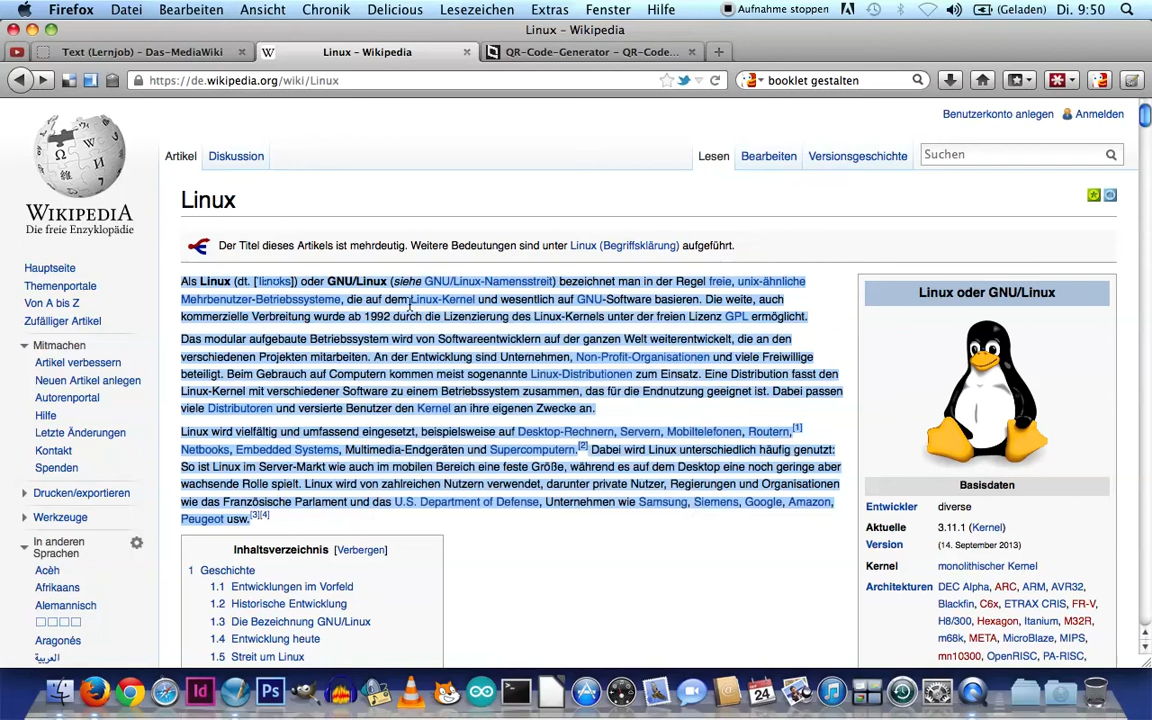 Firefox Datei Bearbeiten Ansicht Chronik Delicious Lesezeichen Extras Fenster Hilfe Aufnahme stoppen (Geladen) Di. 9:50
Linux – Wikipedia
Text (Lernjob) – Das-MediaWiki
Linux – Wikipedia
QR-Code-Generator – QR-Code...
https://de.wikipedia.org/wiki/Linux
booklet gestalten
Benutzerkonto anlegen Anmelden
Artikel Diskussion Lesen Bearbeiten Versionsgeschichte Suchen
WIKIPEDIA
Die freie Enzyklopädie
Hauptseite
Themenportale
Von A bis Z
Zufälliger Artikel
Mitmachen
Artikel verbessern
Neuen Artikel anlegen
Autorenportal
Hilfe
Letzte Änderungen
Kontakt
Spenden
Drucken/exportieren
Werkzeuge
In anderen
Sprachen
Acèh
Afrikaans
Alemannisch
Aragonés
العربية
Linux
Der Titel dieses Artikels ist mehrdeutig. Weitere Bedeutungen sind unter Linux (Begriffsklärung) aufgeführt.
Als Linux (dt. [ˈliːnʊks]) oder GNU/Linux (siehe GNU/Linux-Namensstreit) bezeichnet man in der Regel freie, unix-ähnliche
Mehrbenutzer-Betriebssysteme, die auf dem Linux-Kernel und wesentlich auf GNU-Software basieren. Die weite, auch
kommerzielle Verbreitung wurde ab 1992 durch die Lizenzierung des Linux-Kernels unter der freien Lizenz GPL ermöglicht.
Das modular aufgebaute Betriebssystem wird von Softwareentwicklern auf der ganzen Welt weiterentwickelt, die an den
verschiedenen Projekten mitarbeiten. An der Entwicklung sind Unternehmen, Non-Profit-Organisationen und viele Freiwillige
beteiligt. Beim Gebrauch auf Computern kommen meist sogenannte Linux-Distributionen zum Einsatz. Eine Distribution fasst den
Linux-Kernel mit verschiedener Software zu einem Betriebssystem zusammen, das für die Endnutzung geeignet ist. Dabei passen
viele Distributoren und versierte Benutzer den Kernel an ihre eigenen Zwecke an.
Linux wird vielfältig und umfassend eingesetzt, beispielsweise auf Desktop-Rechnern, Servern, Mobiltelefonen, Routern,[1]
Netbooks, Embedded Systems, Multimedia-Endgeräten und Supercomputern.[2] Dabei wird Linux unterschiedlich häufig genutzt:
So ist Linux im Server-Markt wie auch im mobilen Bereich eine feste Größe, während es auf dem Desktop eine noch geringe aber
wachsende Rolle spielt. Linux wird von zahlreichen Nutzern verwendet, darunter private Nutzer, Regierungen und Organisationen
wie das Französische Parlament und das U.S. Department of Defense, Unternehmen wie Samsung, Siemens, Google, Amazon,
Peugeot usw.[3][4]
Inhaltsverzeichnis [Verbergen]
1 Geschichte
1.1 Entwicklungen im Vorfeld
1.2 Historische Entwicklung
1.3 Die Bezeichnung GNU/Linux
1.4 Entwicklung heute
1.5 Streit um Linux
Linux oder GNU/Linux
Basisdaten
Entwickler diverse
Aktuelle 3.11.1 (Kernel)
Version (14. September 2013)
Kernel monolithischer Kernel
Architekturen DEC Alpha, ARC, ARM, AVR32,
Blackfin, C6x, ETRAX CRIS, FR-V,
H8/300, Hexagon, Itanium, M32R,
m68k, META, MicroBlaze, MIPS,
mn10300, OpenRISC, PA-RISC,
Id
Ps
24